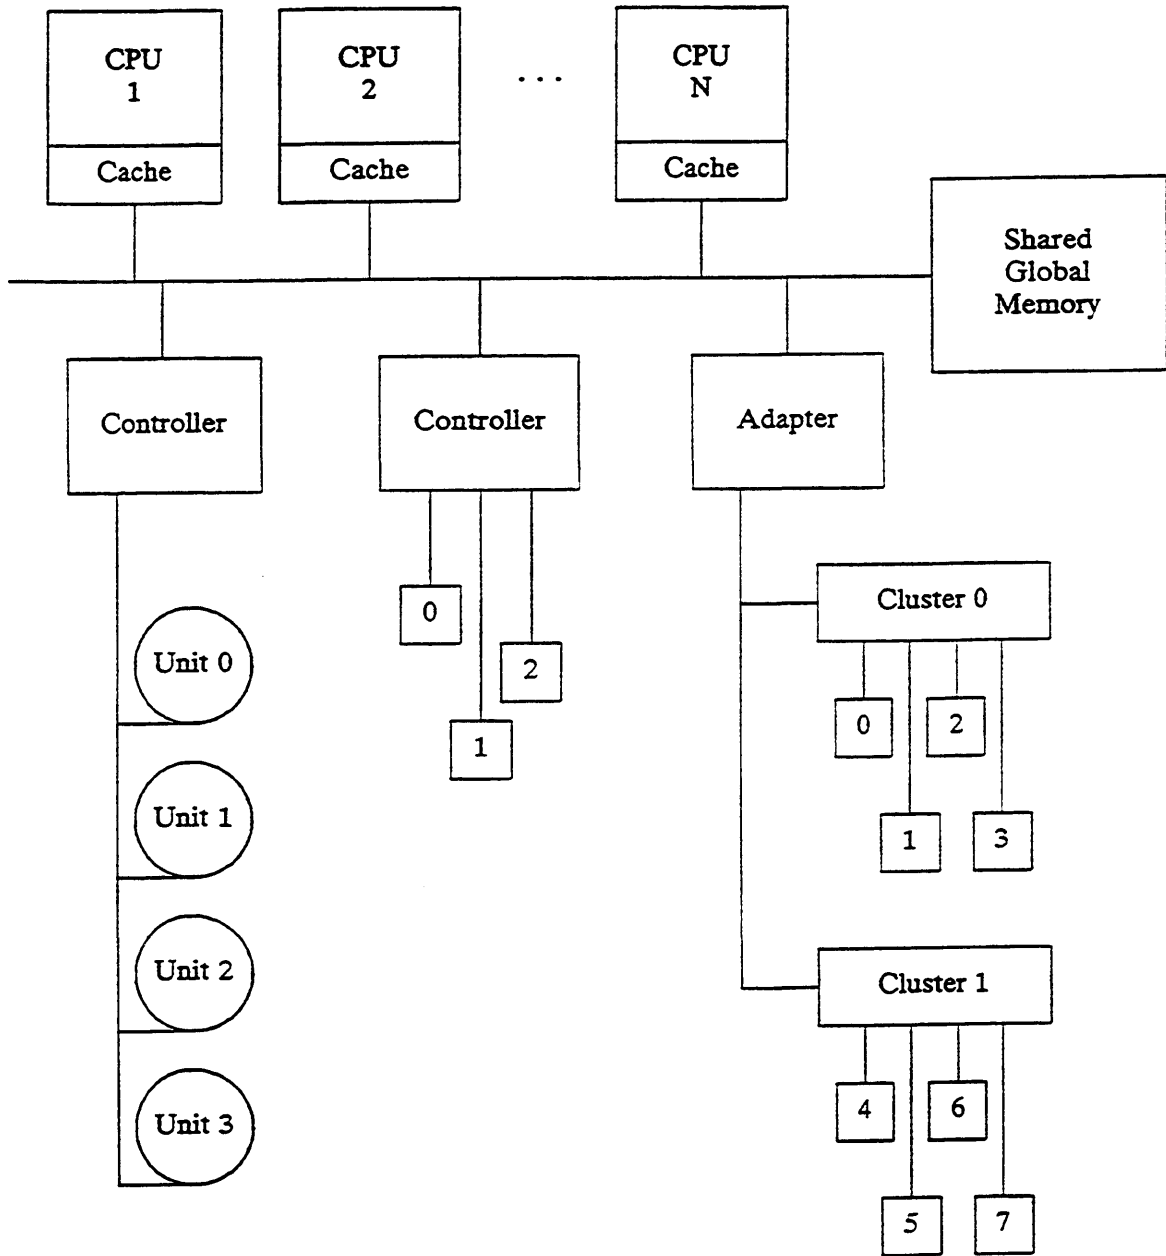 CPU
1
Cache
CPU
2
Cache
. . .
CPU
N
Cache
Shared
Global
Memory
Controller
Controller
Adapter
Unit 0
Unit 1
Unit 2
Unit 3
0
1
2
Cluster 0
0
1
2
3
Cluster 1
4
5
6
7